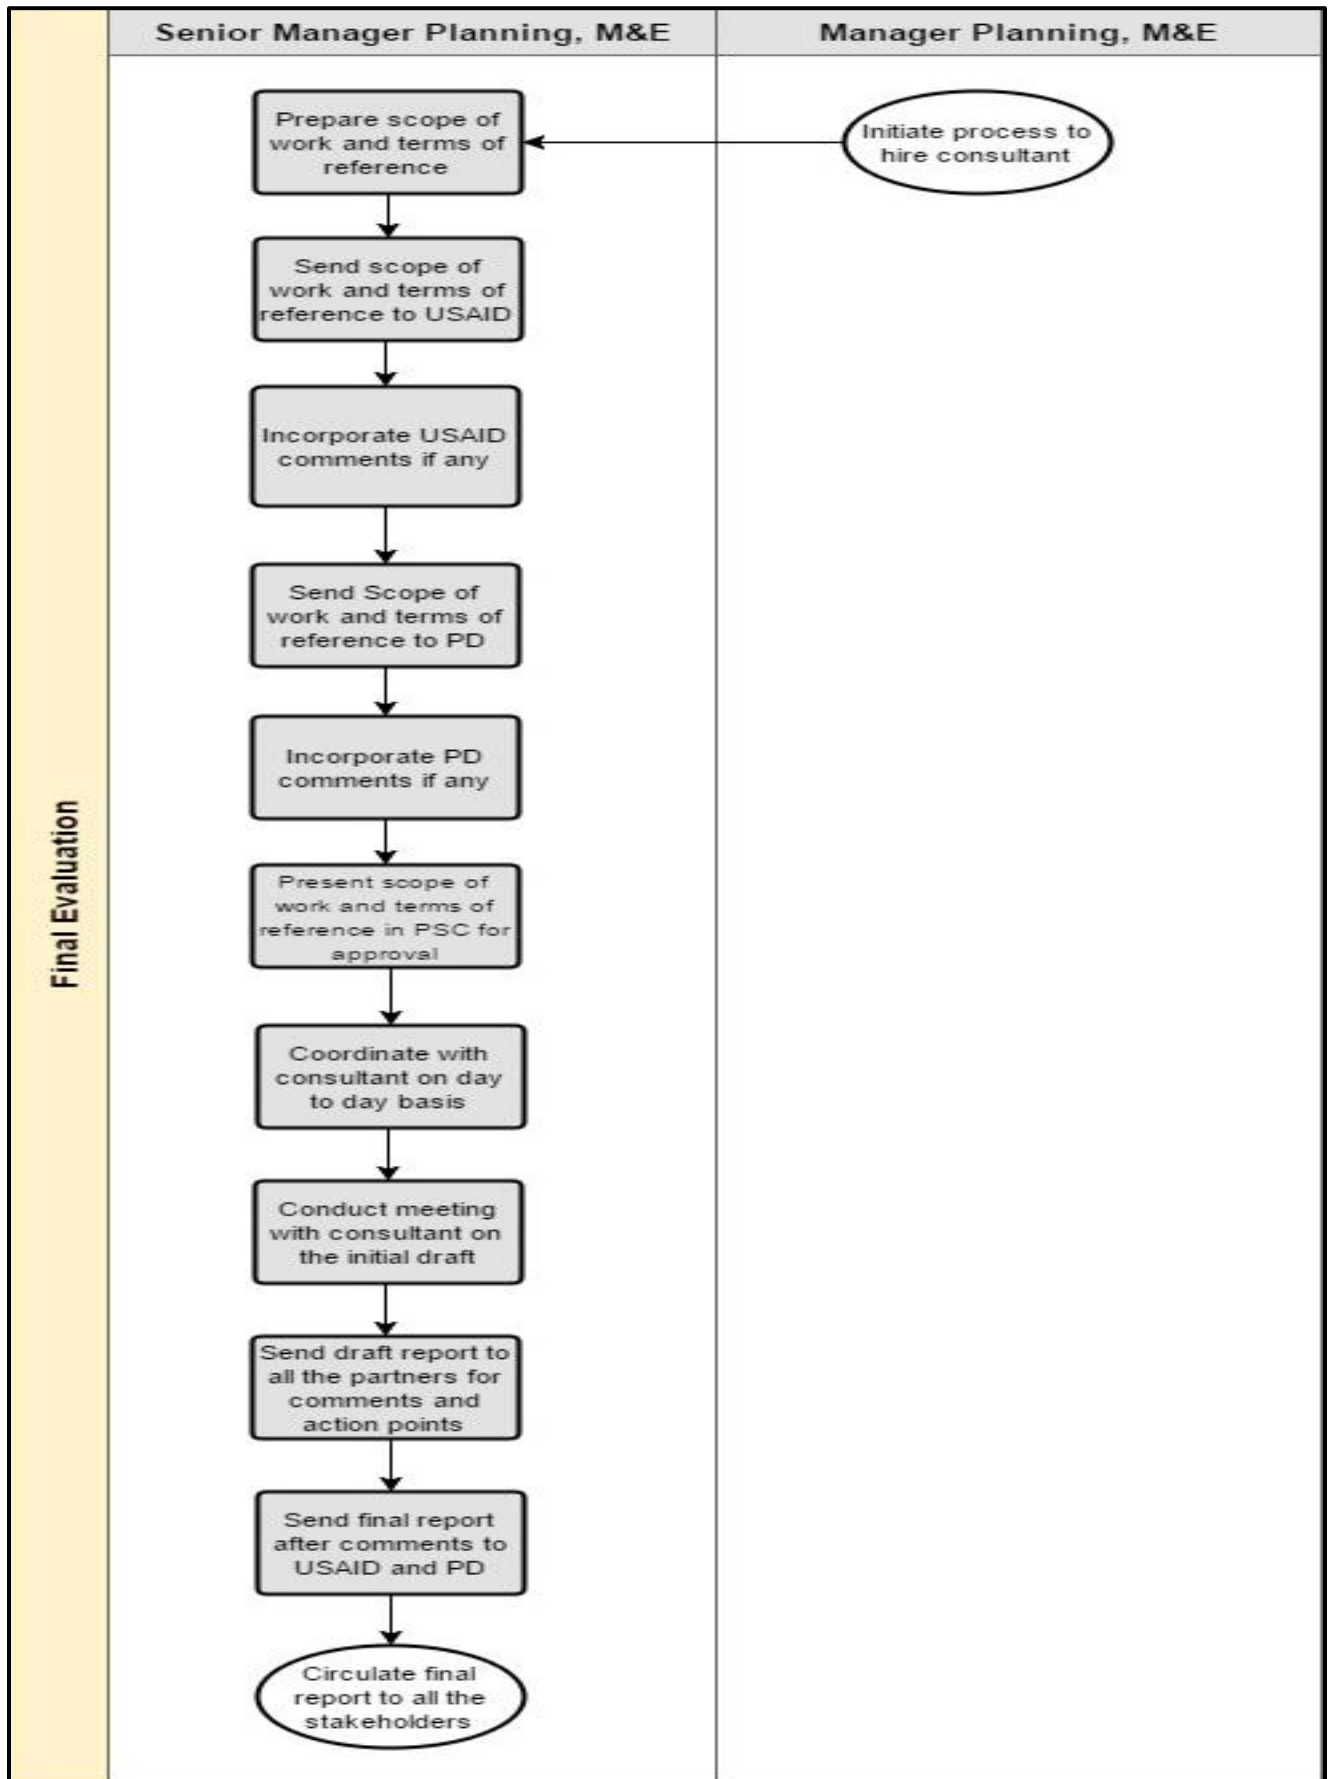 Senior Manager Planning, M&E
Manager Planning, M&E
Final Evaluation
Initiate process to
hire consultant
Prepare scope of
work and terms of
reference
Send scope of
work and terms of
reference to USAID
Incorporate USAID
comments if any
Send Scope of
work and terms of
reference to PD
Incorporate PD
comments if any
Present scope of
work and terms of
reference in PSC for
approval
Coordinate with
consultant on day
to day basis
Conduct meeting
with consultant on
the initial draft
Send draft report to
all the partners for
comments and
action points
Send final report
after comments to
USAID and PD
Circulate final
report to all the
stakeholders